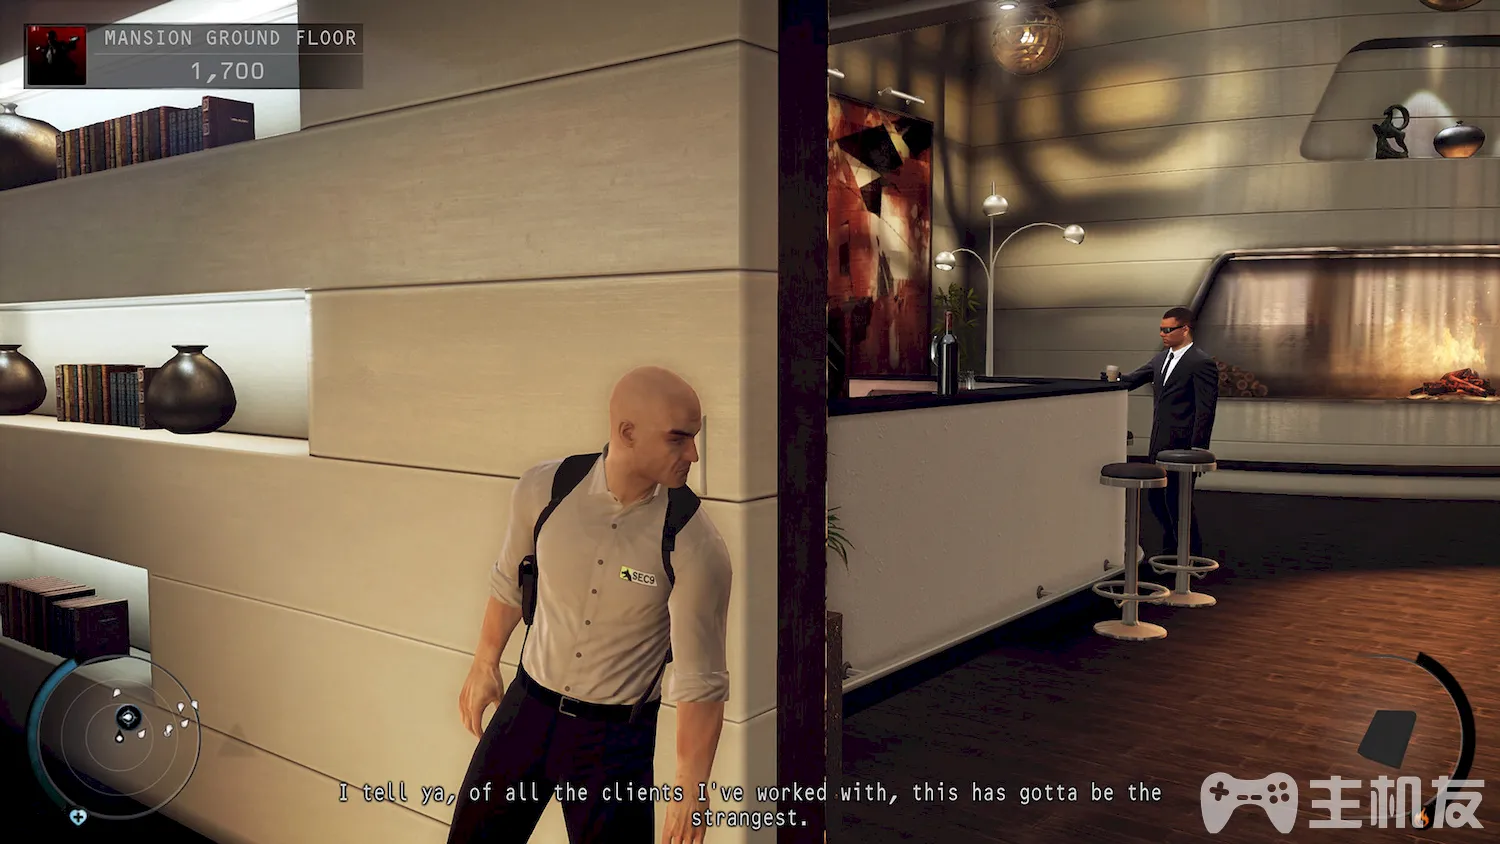 MANSION GROUND FLOOR
1,700
SEC9
I tell ya, of all the clients I've worked with, this has gotta be the
strangest.
主机友